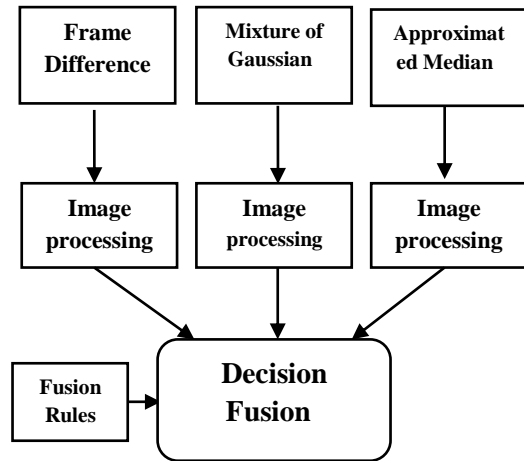 Frame
Difference
Mixture of
Gaussian
Approximat
ed Median
Image
processing
Image
processing
Image
processing
Fusion
Rules
Decision
Fusion